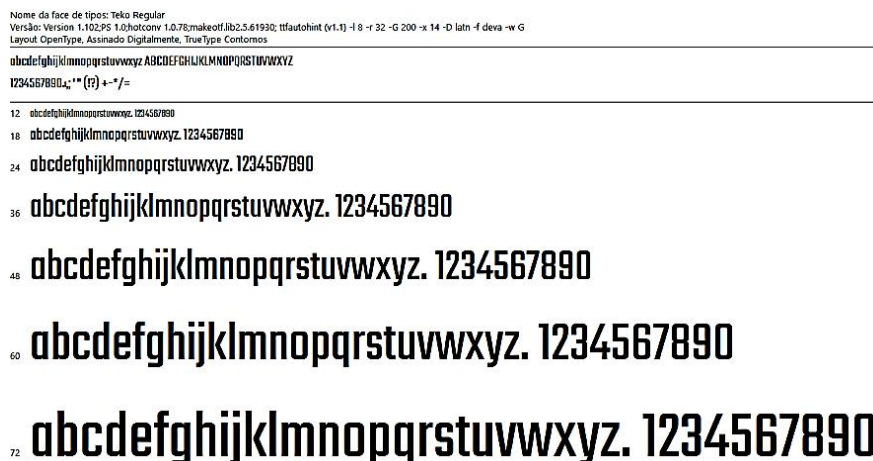 Nome da face de tipos: Teko Regular
Versão: Version 1.102;PS 1.0;hotconv 1.0.78;makeotf.lib2.5.61930; ttfautohint (v1.1) -l 8 -r 32 -G 200 -x 14 -D latn -f deva -w G
Layout OpenType, Assinado Digitalmente, TrueType Contornos
abcdefghijklmnopqrstuvwxyz ABCDEFGHIJKLMNOPQRSTUVWXYZ
1234567890.,;:'" (!?) +-*/=
12 abcdefghijklmnopqrstuvwxyz. 1234567890
18 abcdefghijklmnopqrstuvwxyz. 1234567890
24 abcdefghijklmnopqrstuvwxyz. 1234567890
36 abcdefghijklmnopqrstuvwxyz. 1234567890
48 abcdefghijklmnopqrstuvwxyz. 1234567890
60 abcdefghijklmnopqrstuvwxyz. 1234567890
72 abcdefghijklmnopqrstuvwxyz. 1234567890